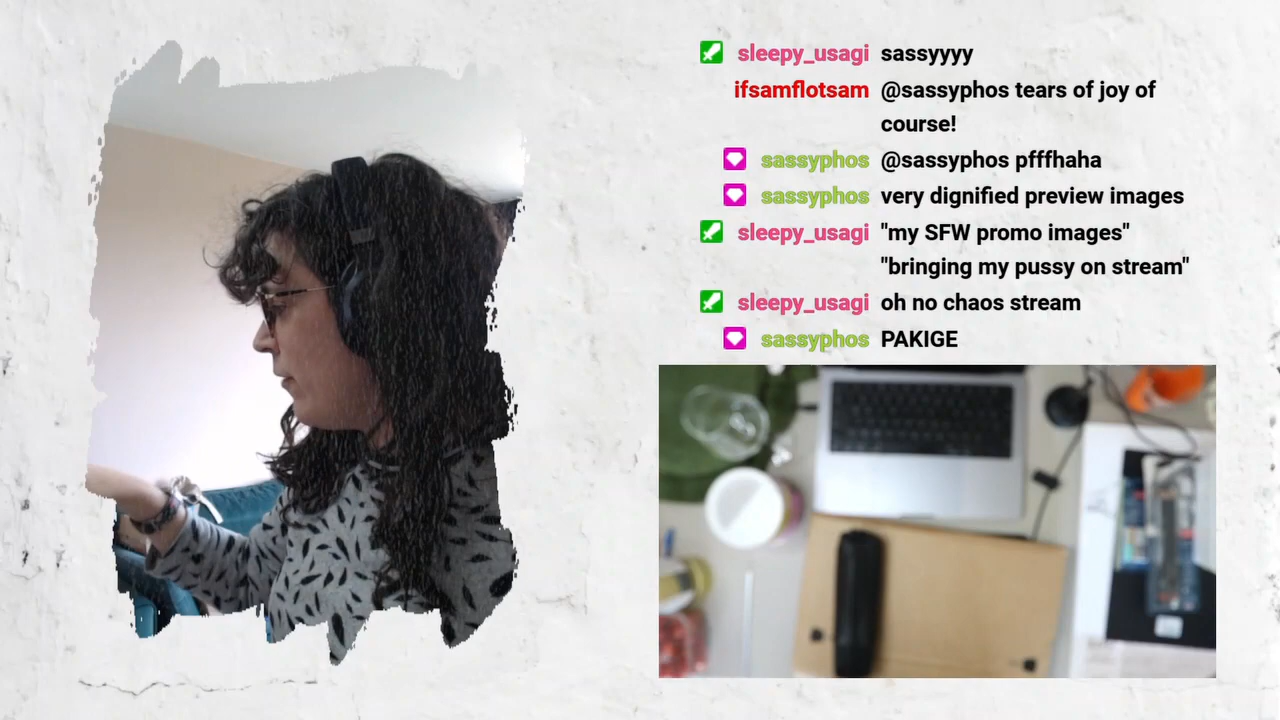 sleepy_usagi sassyyyy
ifsamflotsam @sassyphos tears of joy of
course!
sassyphos @sassyphos pfffhaha
sassyphos very dignified preview images
sleepy_usagi "my SFW promo images"
"bringing my pussy on stream"
sleepy_usagi oh no chaos stream
sassyphos PAKIGE